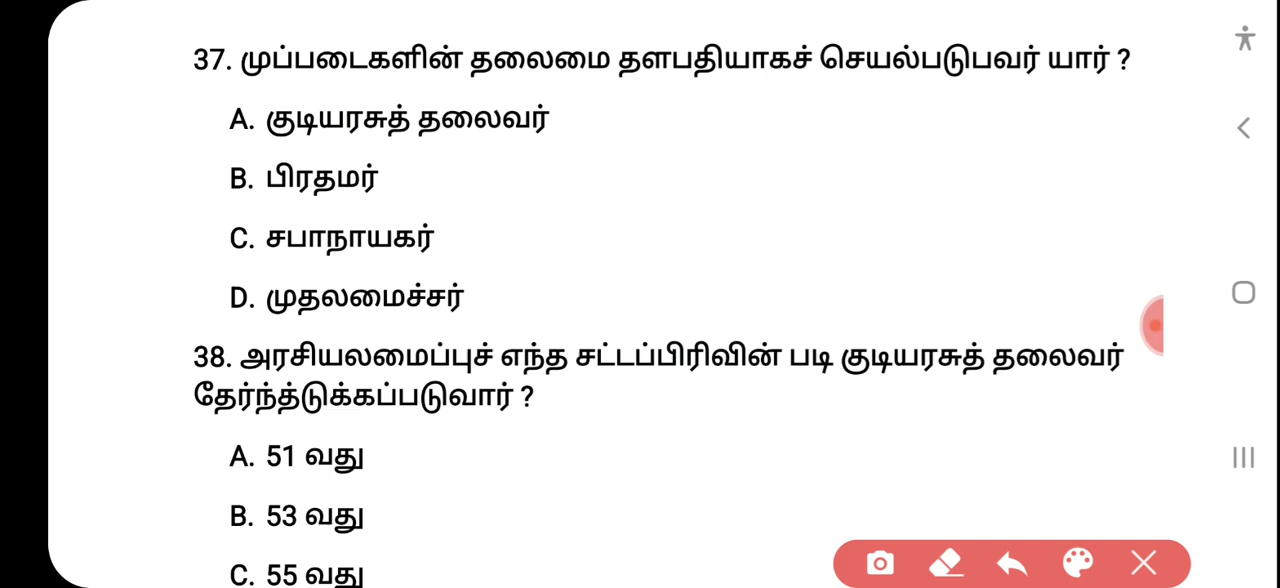 37. முப்படைகளின் தலைமை தளபதியாகச் செயல்படுபவர் யார் ?
A. குடியரசுத் தலைவர்
B. பிரதமர்
C. சபாநாயகர்
D. முதலமைச்சர்
38. அரசியலமைப்புச் எந்த சட்டப்பிரிவின் படி குடியரசுத் தலைவர்
தேர்ந்த்டுக்கப்படுவார் ?
A. 51 வது
B. 53 வது
C. 55 வது